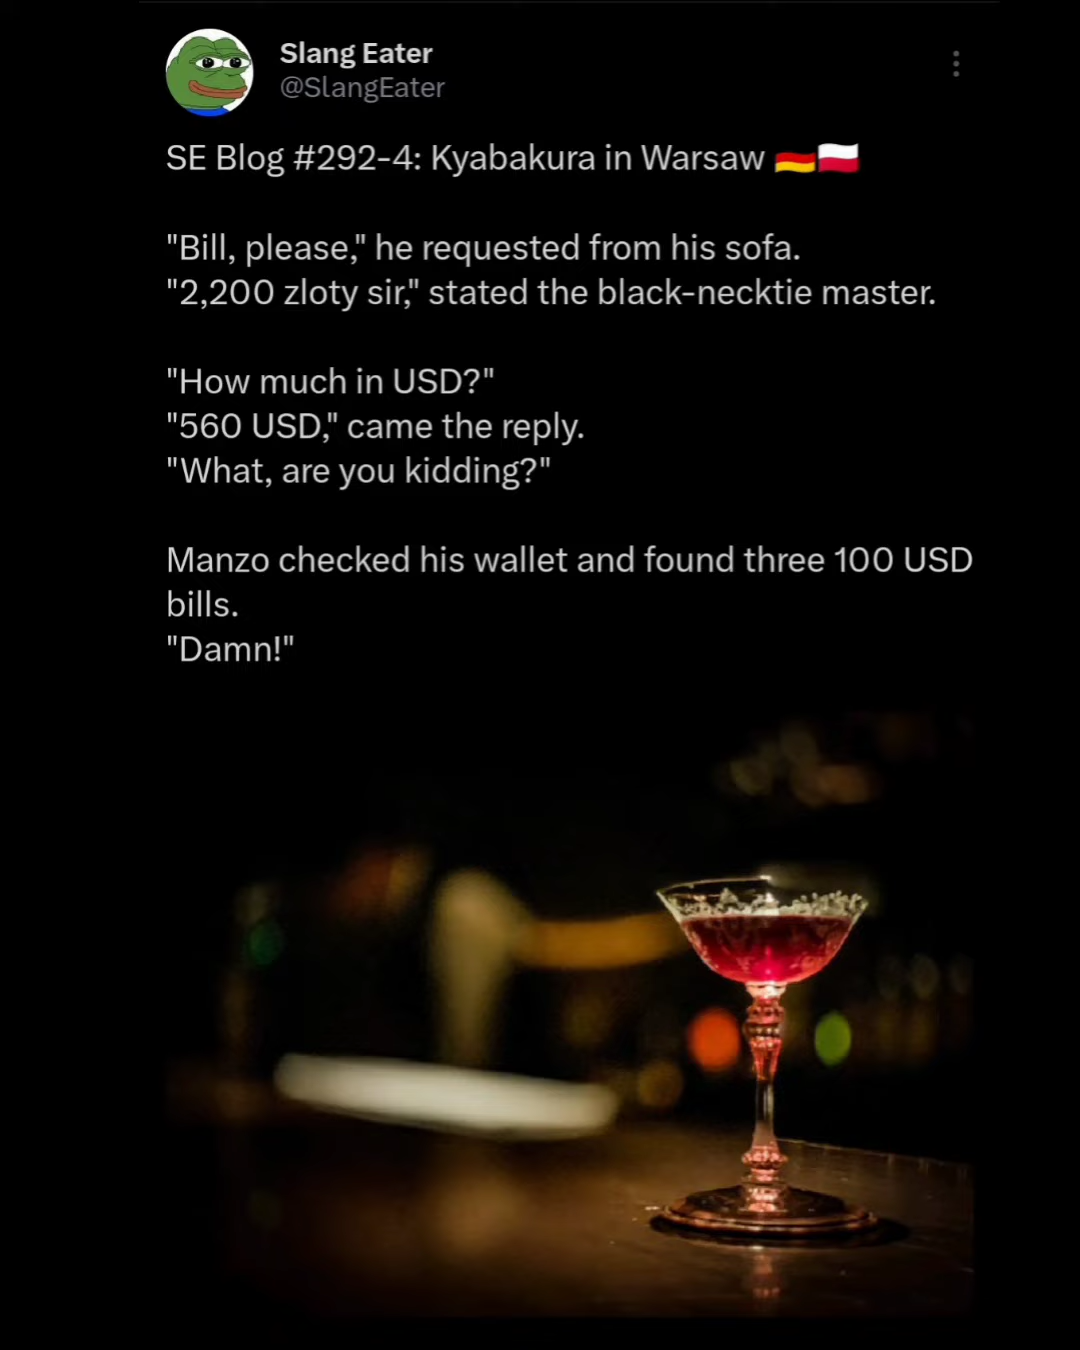 Slang Eater
@SlangEater
SE Blog #292-4: Kyabakura in Warsaw 🇩🇪🇵🇱
"Bill, please," he requested from his sofa.
"2,200 zloty sir," stated the black-necktie master.
"How much in USD?"
"560 USD," came the reply.
"What, are you kidding?"
Manzo checked his wallet and found three 100 USD
bills.
"Damn!"